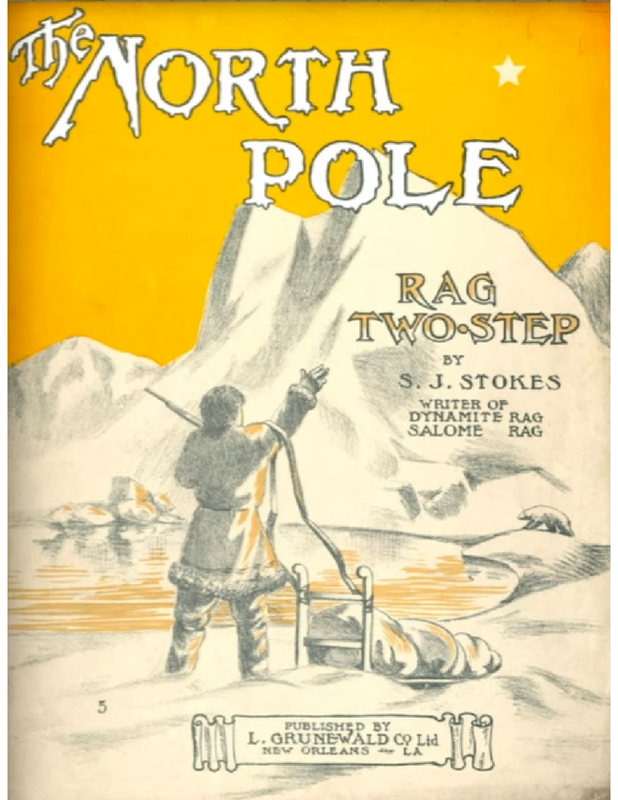 The NORTH
POLE
RAG
TWO·STEP
BY
S. J. STOKES
WRITER OF
DYNAMITE RAG
SALOME RAG
5
PUBLISHED BY
L. GRUNEWALD CO Ltd
NEW ORLEANS - LA